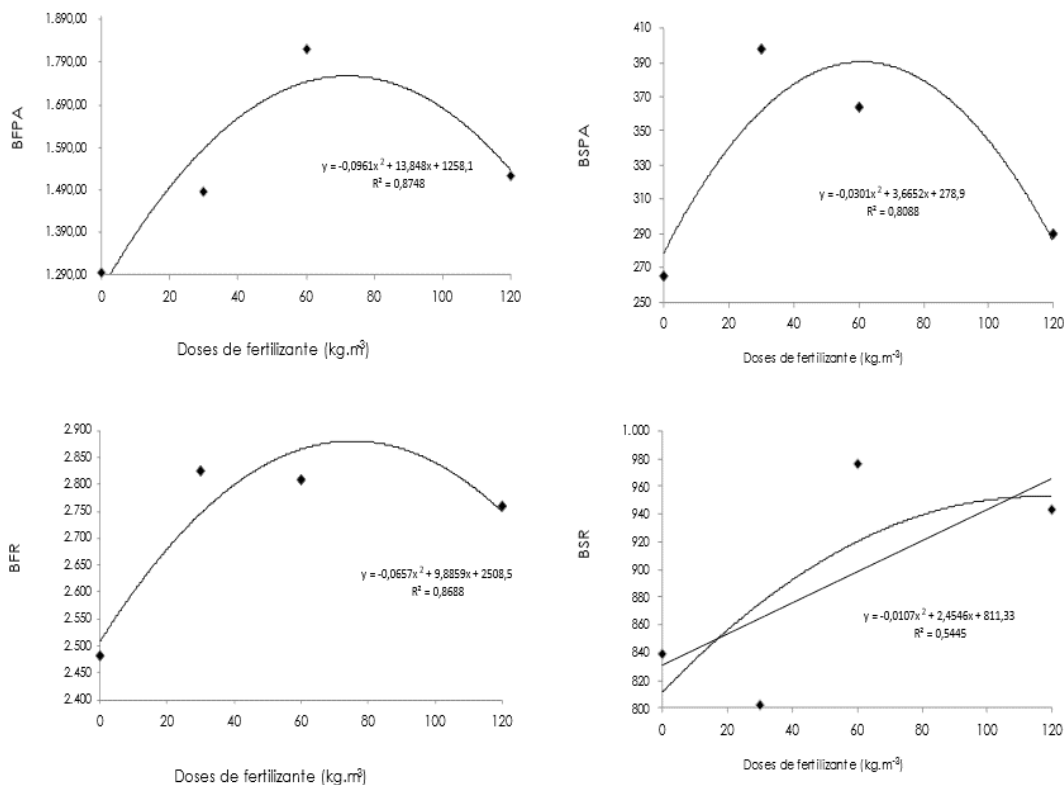 BFPA
1.890,00
1.790,00
1.690,00
1.590,00
1.490,00
1.390,00
1.290,00
y = -0,0961x² + 13,848x + 1258,1
R² = 0,8748
0 20 40 60 80 100 120
Doses de fertilizante (kg.m³)
BSPA
410
390
370
350
330
310
290
270
250
y = -0,0301x² + 3,6652x + 278,9
R² = 0,8088
0 20 40 60 80 100 120
Doses de fertilizante (kg.m⁻³)
BFR
2.900
2.850
2.800
2.750
2.700
2.650
2.600
2.550
2.500
2.450
2.400
y = -0,0657x² + 9,8859x + 2508,5
R² = 0,8688
0 20 40 60 80 100 120
Doses de fertilizante (kg.m³)
BSR
1.000
980
960
940
920
900
880
860
840
820
800
y = -0,0107x² + 2,4546x + 811,33
R² = 0,5445
0 20 40 60 80 100 120
Doses de fertilizante (kg.m⁻³)